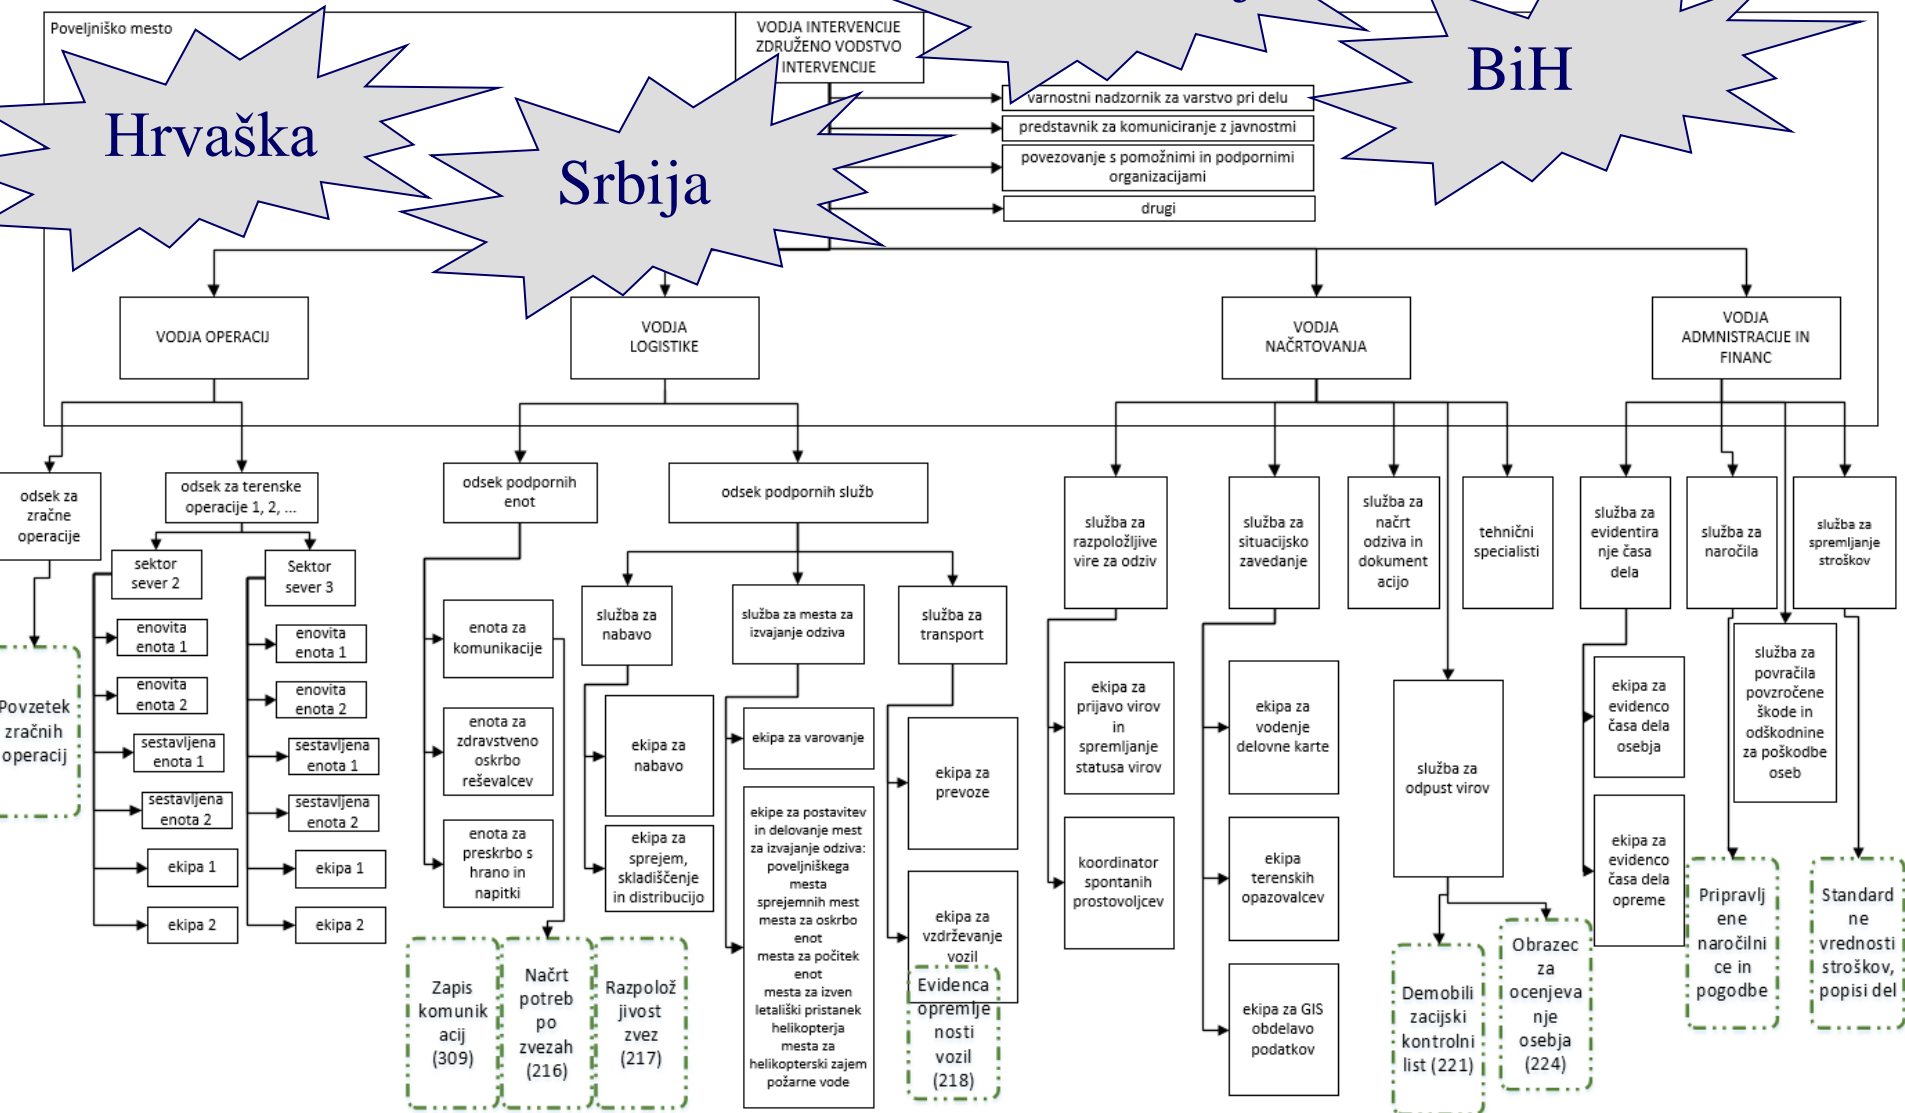 Poveljniško mesto
VODJA INTERVENCIJE
ZDRUŽENO VODSTVO
INTERVENCIJE
BiH
Hrvaška
Srbija
varnostni nadzornik za varstvo pri delu
predstavnik za komuniciranje z javnostmi
povezovanje s pomožnimi in podpornimi
organizacijami
drugi
VODJA OPERACIJ
VODJA
LOGISTIKE
VODJA
NAČRTOVANJA
VODJA
ADMNISTRACIJE IN
FINANC
odsek za
zračne
operacije
odsek za terenske
operacije 1, 2, ...
sektor
sever 2
Sektor
sever 3
enovita
enota 1
enovita
enota 2
sestavljena
enota 1
sestavljena
enota 2
ekipa 1
ekipa 2
enovita
enota 1
enovita
enota 2
sestavljena
enota 1
sestavljena
enota 2
ekipa 1
ekipa 2
Povzetek
zračnih
operacij
odsek podpornih
enot
odsek podpornih služb
enota za
komunikacije
enota za
zdravstveno
oskrbo
reševalcev
enota za
preskrbo s
hrano in
napitki
služba za
nabavo
služba za mesta za
izvajanje odziva
služba za
transport
ekipa za
nabavo
ekipa za
sprejem,
skladiščenje
in distribucijo
ekipa za varovanje
ekipe za postavitev
in delovanje mest
za izvajanje odziva:
poveljniškega
mesta
sprejemnih mest
mesta za oskrbo
enot
mesta za počitek
enot
mesta za izven
letališki pristanek
helikopterja
mesta za
helikopterski zajem
požarne vode
ekipa za
prevoze
ekipa za
vzdrževanje
vozil
Zapis
komunik
acij
(309)
Načrt
potreb
po
zvezah
(216)
Razpolož
jivost
zvez
(217)
Evidenca
opremlje
nosti
vozil
(218)
služba za
razpoložljive
vire za odziv
služba za
situacijsko
zavedanje
služba za
načrt
odziva in
dokument
acijo
tehnični
specialisti
ekipa za
prijavo virov
in
spremljanje
statusa virov
koordinator
spontanih
prostovoljcev
ekipa za
vodenje
delovne karte
ekipa
terenskih
opazovalcev
ekipa za GIS
obdelavo
podatkov
služba za
odpust virov
Demobili
zacijski
kontrolni
list (221)
Obrazec
za
ocenjeva
nje
osebja
(224)
služba za
evidentira
nje časa
dela
služba za
naročila
služba za
spremljanje
stroškov
ekipa za
evidenco
časa dela
osebja
ekipa za
evidenco
časa dela
opreme
služba za
povračila
povzročene
škode in
odškodnine
za poškodbe
oseb
Pripravlj
ene
naročilni
ce in
pogodbe
Standard
ne
vrednosti
stroškov,
popisi del